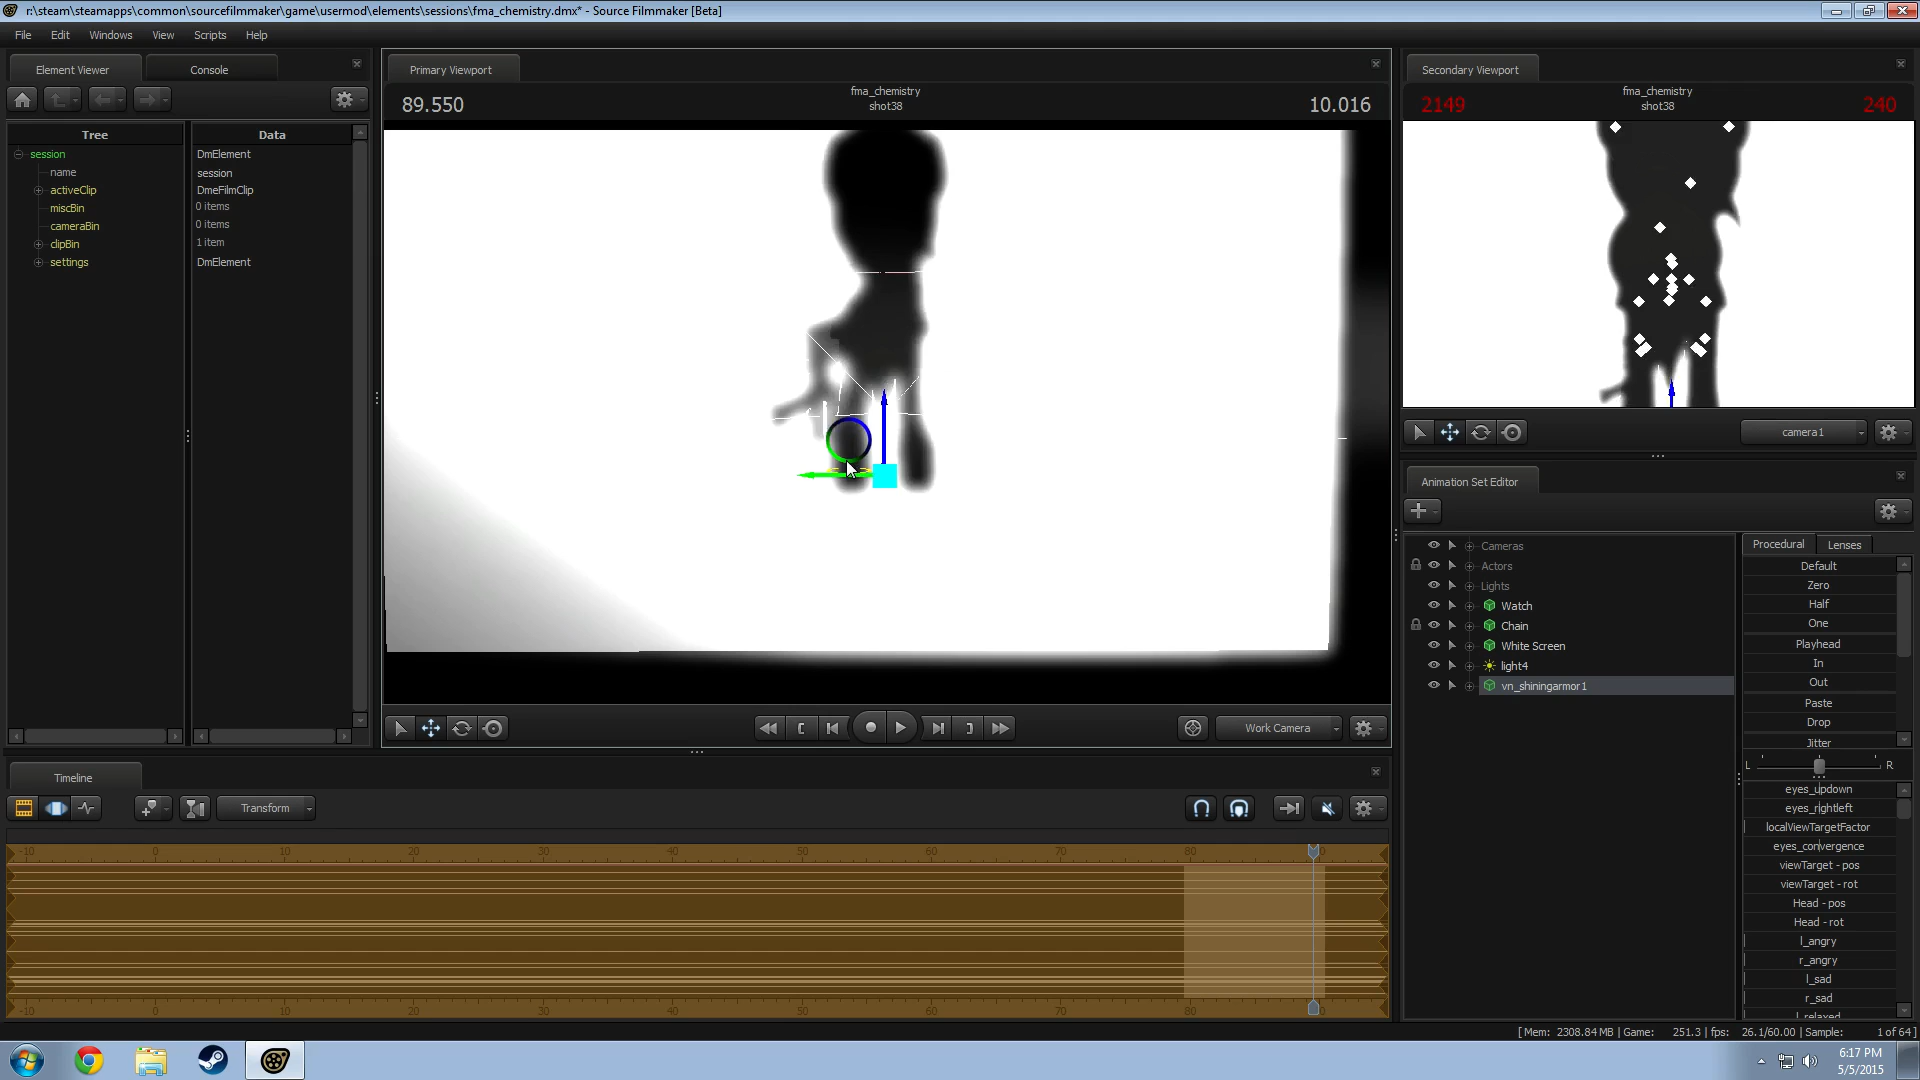 r:\steam\steamapps\common\sourcefilmmaker\game\usermod\elements\sessions\fma_chemistry.dmx* - Source Filmmaker [Beta]
File Edit Windows View Scripts Help
Element Viewer Console
Tree Data
session DmElement
name session
activeClip DmeFilmClip
miscBin 0 items
cameraBin 0 items
clipBin 1 item
settings DmElement
Primary Viewport
89.550 fma_chemistry 10.016
shot38
Work Camera
Secondary Viewport
2149 fma_chemistry 240
shot38
camera1
Animation Set Editor
Cameras
Actors
Lights
Watch
Chain
White Screen
light4
vn_shiningarmor1
Procedural Lenses
Default
Zero
Half
One
Playhead
In
Out
Paste
Drop
Jitter
L R
eyes_updown
eyes_rightleft
localViewTargetFactor
eyes_convergence
viewTarget - pos
viewTarget - rot
Head - pos
Head - rot
l_angry
r_angry
l_sad
r_sad
l_relaxed
Timeline
Transform
-10 0 10 20 30 40 50 60 70 80
-10 0 10 20 30 40 50 60 70 80
[ Mem: 2308.84 MB | Game: 251.3 | fps: 26.1/60.00 | Sample: 1 of 64 ]
6:17 PM
5/5/2015